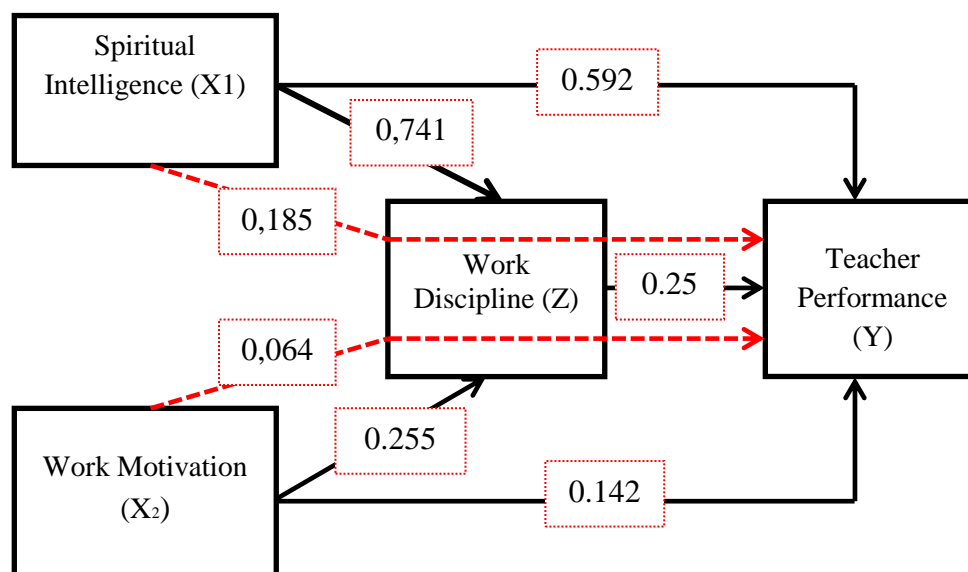 Spiritual
Intelligence (X1)
0.592
0,741
0,185
Work
Discipline (Z)
0.25
Teacher
Performance
(Y)
0,064
0.255
Work Motivation
(X₂)
0.142